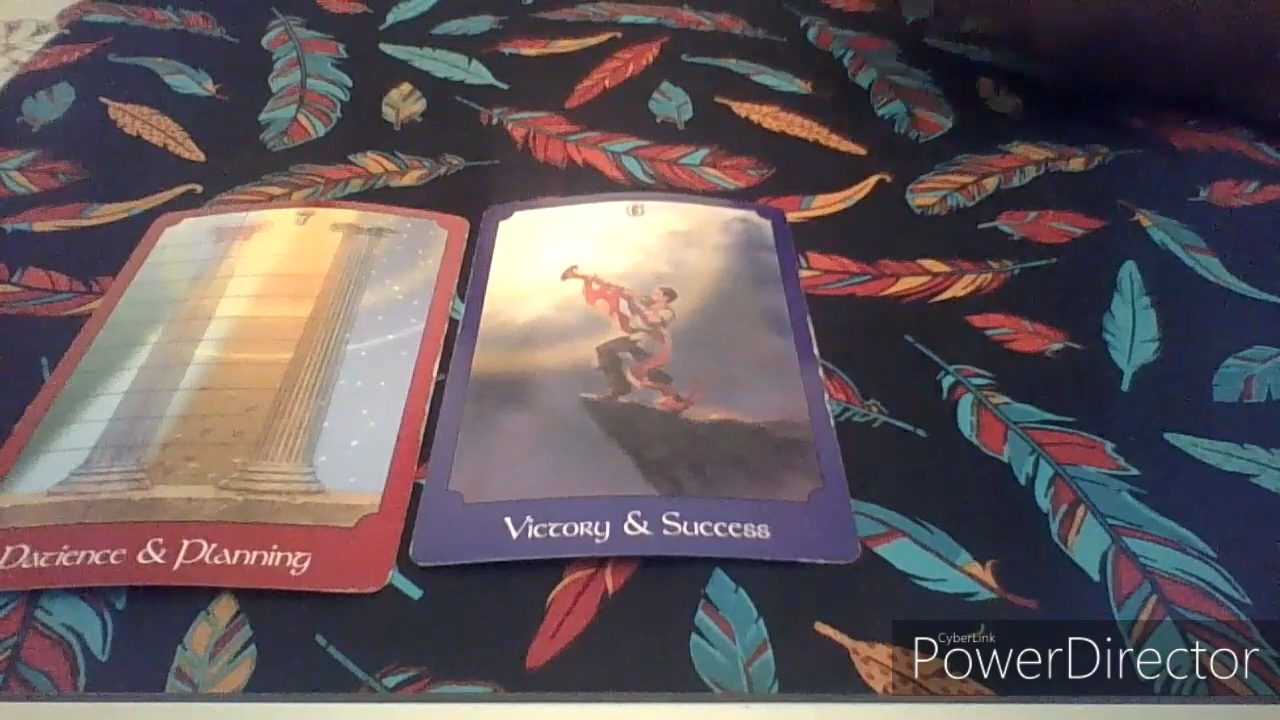 7
6
Patience & Planning
Victory & Success
CyberLink
PowerDirector